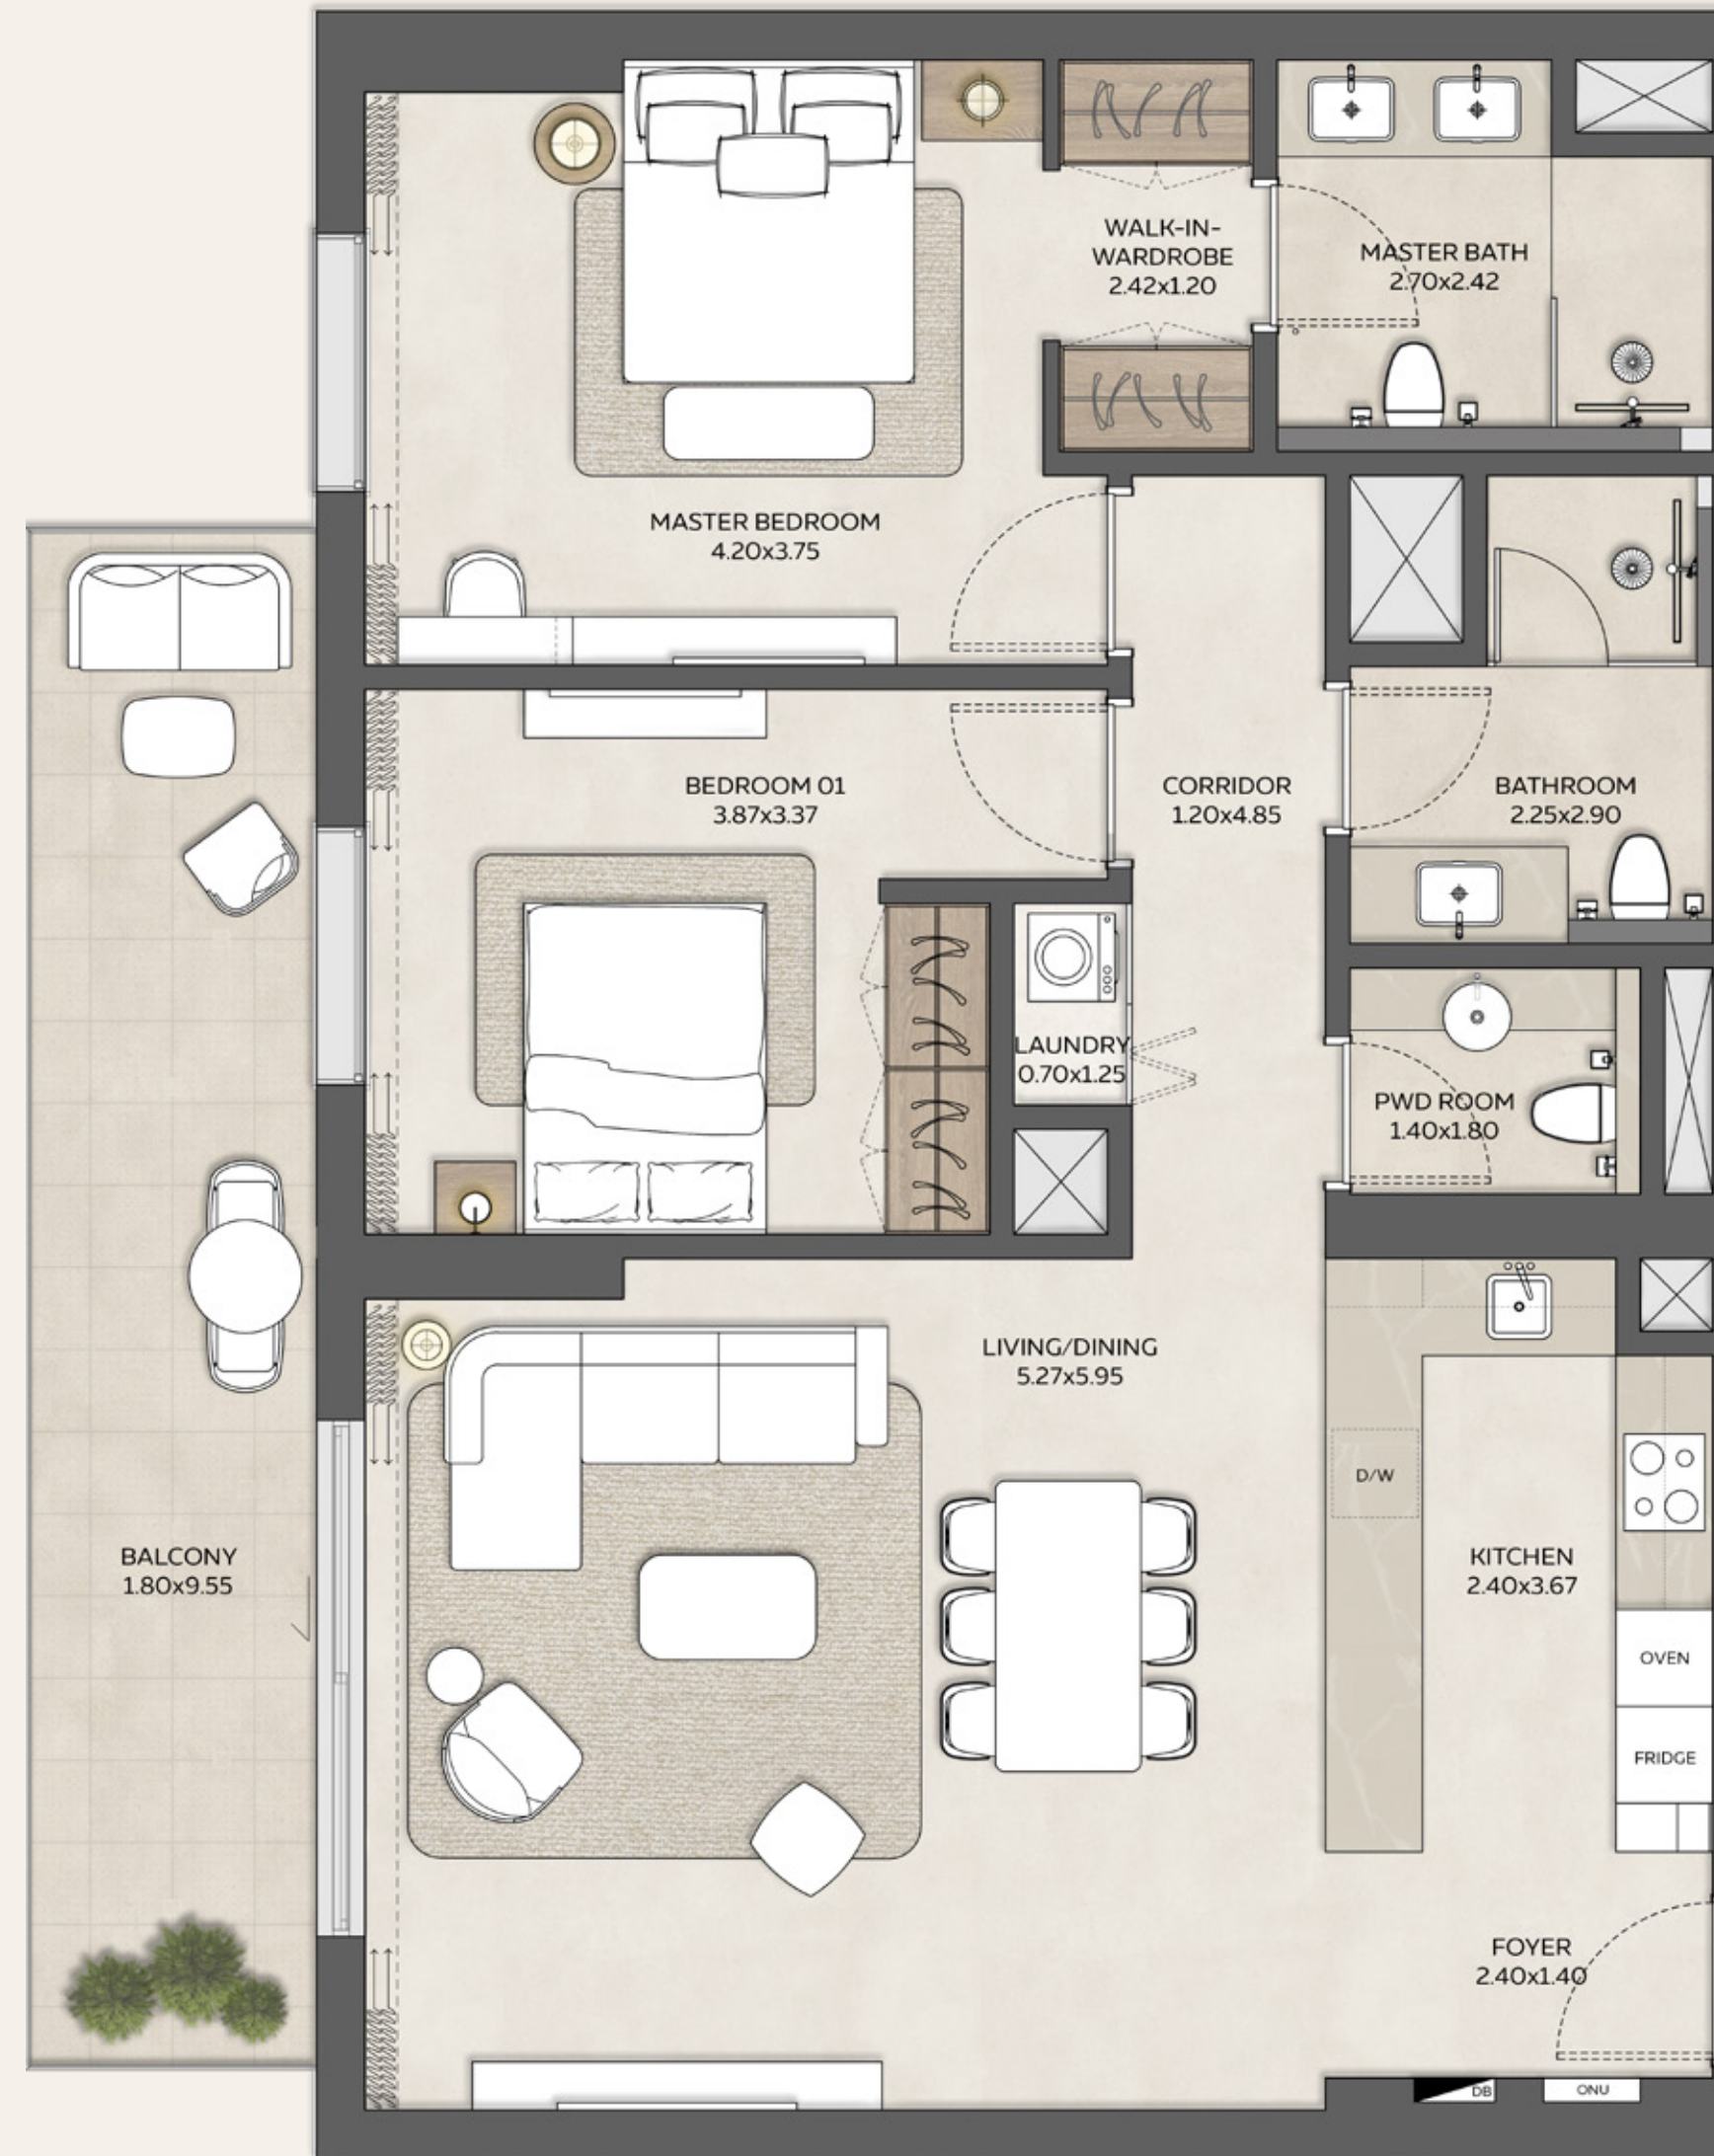 WALK-IN-
WARDROBE
2.42x1.20
MASTER BATH
2.70x2.42
MASTER BEDROOM
4.20x3.75
BEDROOM 01
3.87x3.37
CORRIDOR
1.20x4.85
BATHROOM
2.25x2.90
LAUNDRY
0.70x1.25
PWD ROOM
1.40x1.80
LIVING/DINING
5.27x5.95
D/W
BALCONY
1.80x9.55
KITCHEN
2.40x3.67
OVEN
FRIDGE
FOYER
2.40x1.40
DB
ONU